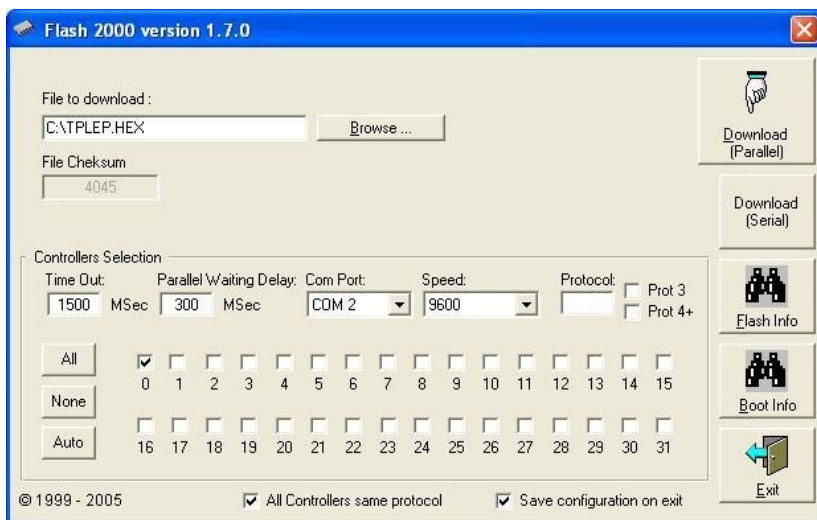 Flash 2000 version 1.7.0
File to download :
C:\TPLEP.HEX
Browse ...
File Cheksum
4045
Download
(Parallel)
Download
(Serial)
Flash Info
Boot Info
Exit
Controllers Selection
Time Out: Parallel Waiting Delay: Com Port: Speed: Protocol:
1500 MSec 300 MSec COM 2 9600
Prot 3
Prot 4+
All
None
Auto
0 1 2 3 4 5 6 7 8 9 10 11 12 13 14 15
16 17 18 19 20 21 22 23 24 25 26 27 28 29 30 31
© 1999 - 2005 All Controllers same protocol Save configuration on exit